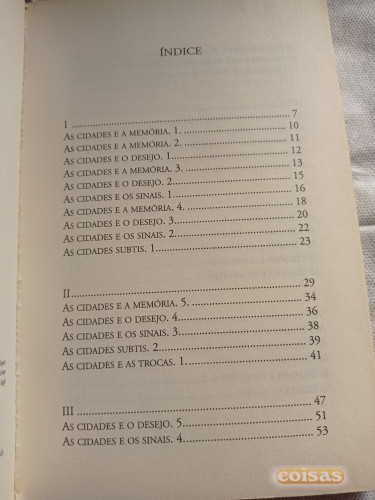 ÍNDICE
I ........ 7
AS CIDADES E A MEMÓRIA. 1. ........ 10
AS CIDADES E A MEMÓRIA. 2. ........ 11
AS CIDADES E O DESEJO. 1 ........ 12
AS CIDADES E A MEMÓRIA. 3. ........ 13
AS CIDADES E O DESEJO. 2 ........ 15
AS CIDADES E OS SINAIS. 1 ........ 16
AS CIDADES E A MEMÓRIA. 4. ........ 18
AS CIDADES E O DESEJO. 3 ........ 20
AS CIDADES E OS SINAIS. 2 ........ 22
AS CIDADES SUBTIS. 1 ........ 23
II ........ 29
AS CIDADES E A MEMÓRIA. 5. ........ 34
AS CIDADES E O DESEJO. 4 ........ 36
AS CIDADES E OS SINAIS. 3 ........ 38
AS CIDADES SUBTIS. 2 ........ 39
AS CIDADES E AS TROCAS. 1 ........ 41
III ........ 47
AS CIDADES E O DESEJO. 5 ........ 51
AS CIDADES E OS SINAIS. 4 ........ 53
coisas